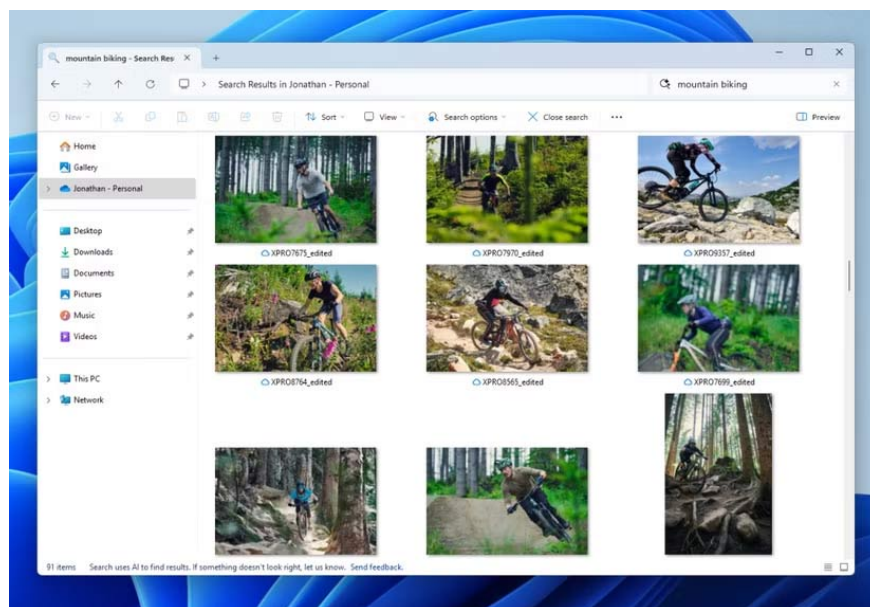 mountain biking - Search Res
Search Results in Jonathan - Personal
mountain biking
New
Sort
View
Search options
Close search
Preview
Home
Gallery
Jonathan - Personal
Desktop
Downloads
Documents
Pictures
Music
Videos
This PC
Network
XPRO7675_edited
XPRO7970_edited
XPRO9357_edited
XPRO8764_edited
XPRO8565_edited
XPRO7699_edited
91 items Search uses AI to find results. If something doesn't look right, let us know. Send feedback.